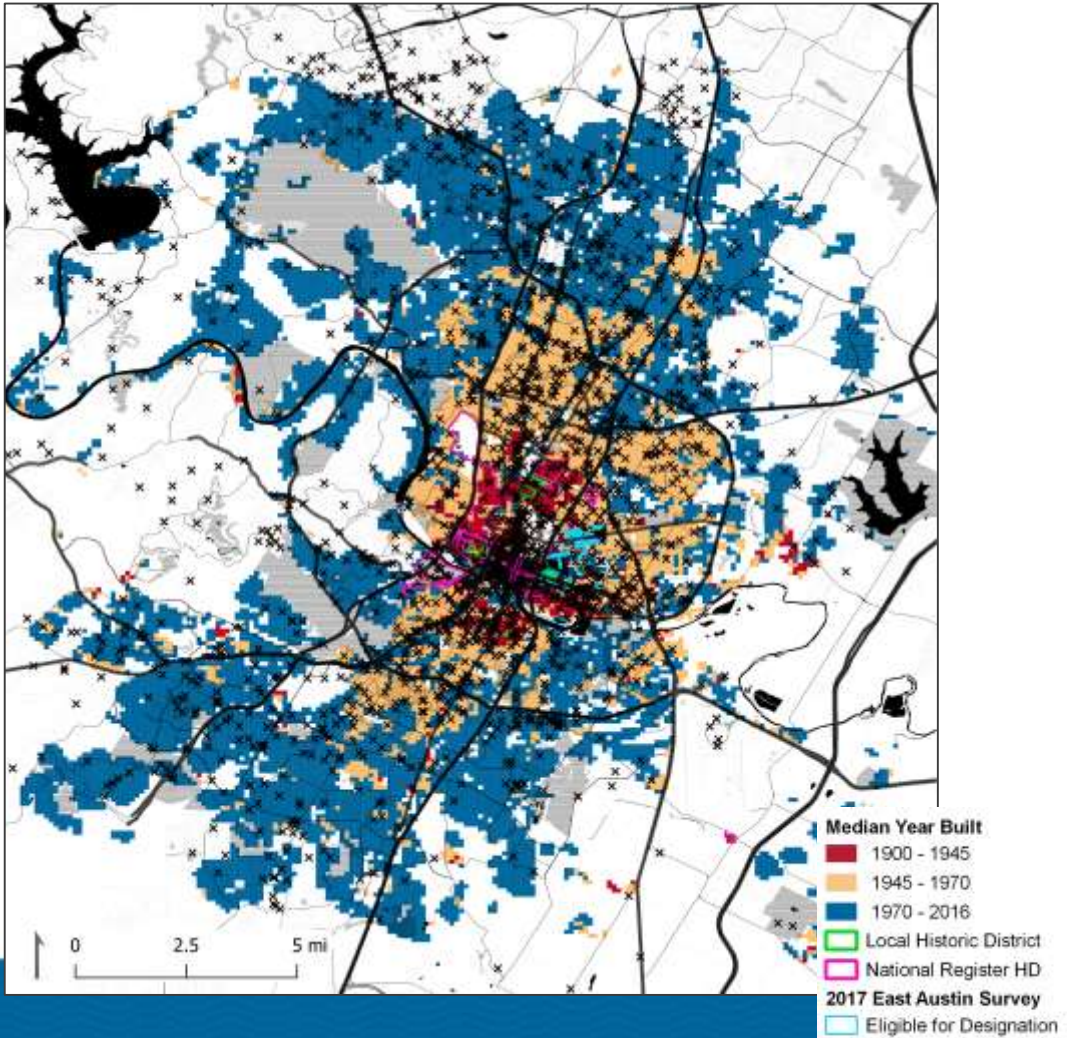 0 2.5 5 mi
Median Year Built
1900 - 1945
1945 - 1970
1970 - 2016
Local Historic District
National Register HD
2017 East Austin Survey
Eligible for Designation